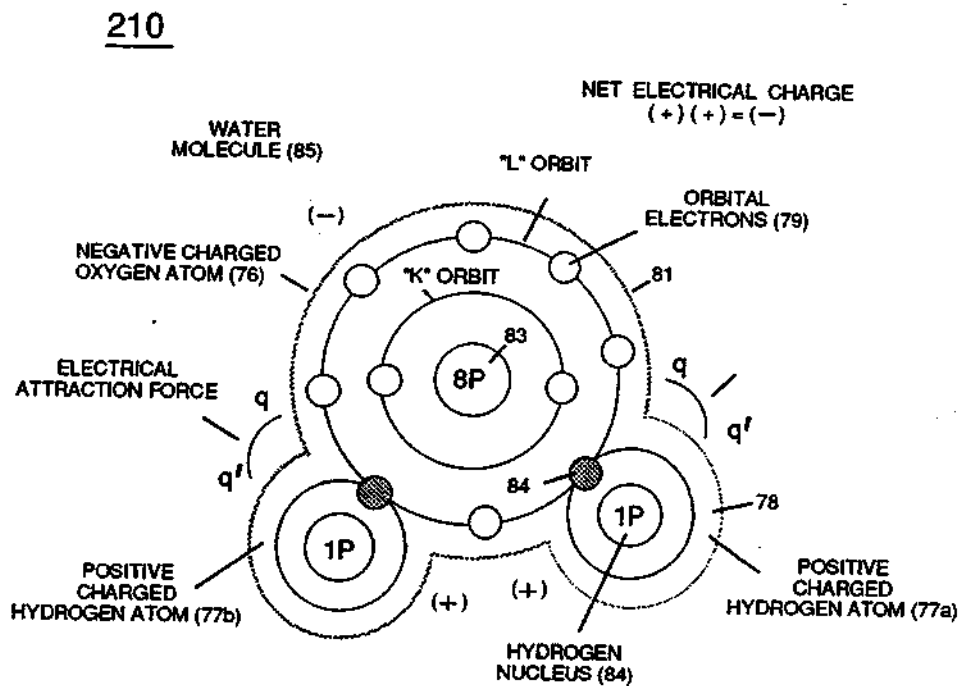 210
NET ELECTRICAL CHARGE
(+) (+) = (−)
WATER
MOLECULE (85)
"L" ORBIT
(−)
ORBITAL
ELECTRONS (79)
NEGATIVE CHARGED
OXYGEN ATOM (76)
"K" ORBIT
81
83
8P
ELECTRICAL
ATTRACTION FORCE
q
q'
q
q'
84
78
1P
1P
POSITIVE
CHARGED
HYDROGEN ATOM (77b)
(+)
(+)
POSITIVE
CHARGED
HYDROGEN ATOM (77a)
HYDROGEN
NUCLEUS (84)